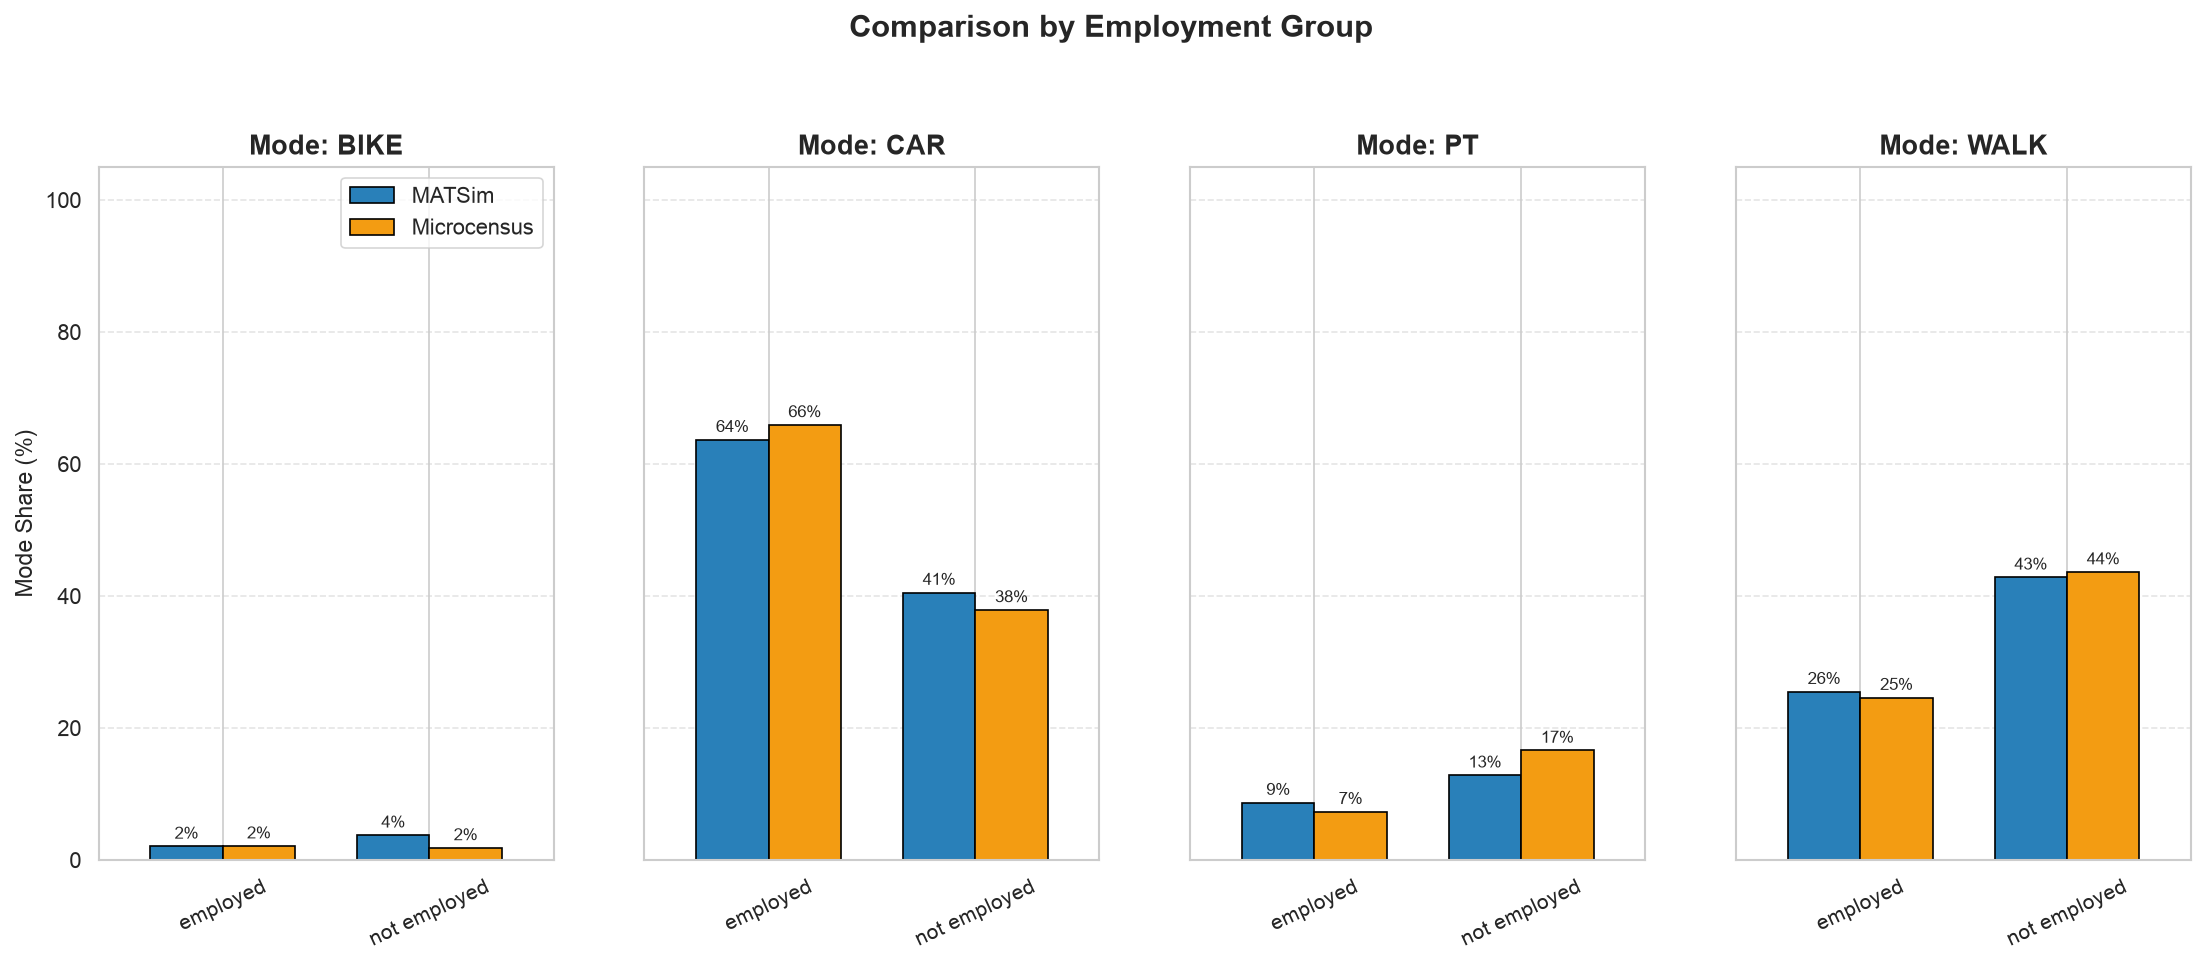 Comparison by Employment Group
Mode: BIKE
Mode: CAR
Mode: PT
Mode: WALK
MATSim
Microcensus
Mode Share (%)
100
80
60
40
20
0
2%
2%
4%
2%
64%
66%
41%
38%
9%
7%
13%
17%
26%
25%
43%
44%
employed
not employed
employed
not employed
employed
not employed
employed
not employed